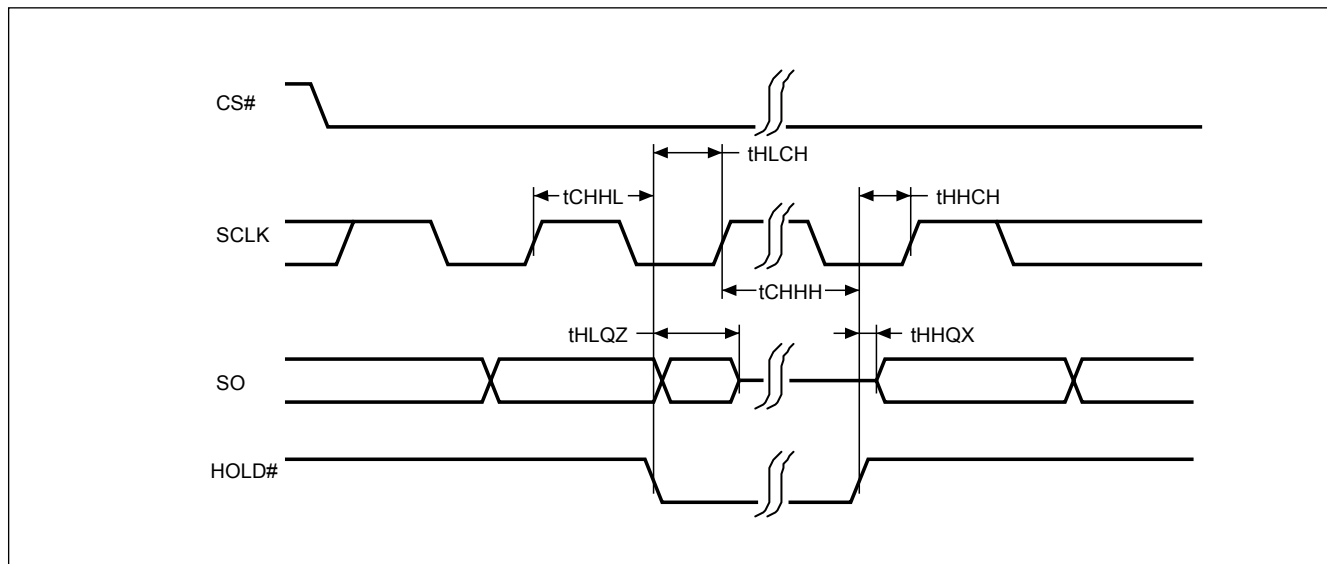 CS#
tHLCH
tCHHL
tHHCH
SCLK
tCHHH
tHLQZ
tHHQX
SO
HOLD#